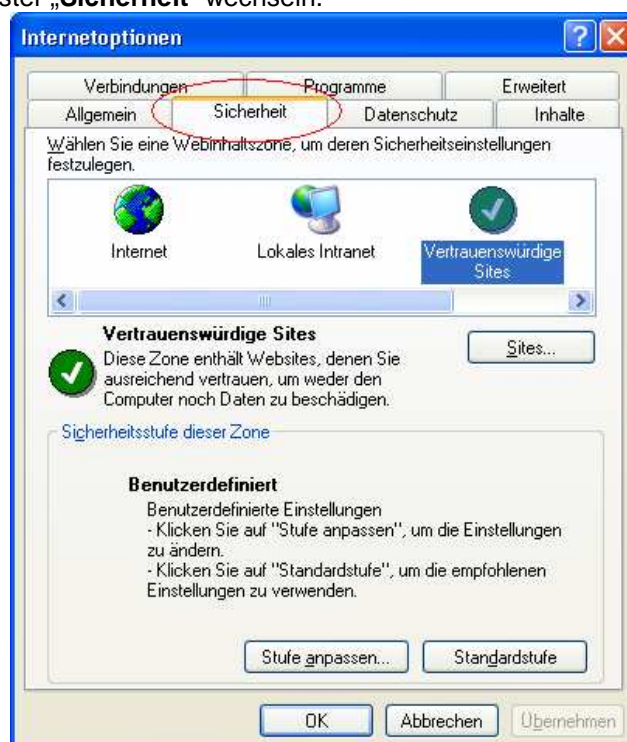 ster „Sicherheit“ wechseln.
Internetoptionen
Verbindungen Programme Erweitert
Allgemein Sicherheit Datenschutz Inhalte
Wählen Sie eine Webinhaltszone, um deren Sicherheitseinstellungen
festzulegen.
Internet Lokales Intranet Vertrauenswürdige
Sites
Vertrauenswürdige Sites
Diese Zone enthält Websites, denen Sie
ausreichend vertrauen, um weder den
Computer noch Daten zu beschädigen.
Sites...
Sicherheitsstufe dieser Zone
Benutzerdefiniert
Benutzerdefinierte Einstellungen
- Klicken Sie auf "Stufe anpassen", um die Einstellungen
zu ändern.
- Klicken Sie auf "Standardstufe", um die empfohlenen
Einstellungen zu verwenden.
Stufe anpassen... Standardstufe
OK Abbrechen Übernehmen